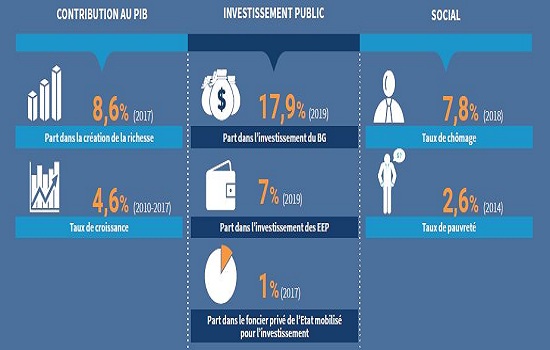 CONTRIBUTION AU PIB
8,6% (2017)
Part dans la création de la richesse
4,6% (2010-2017)
Taux de croissance
INVESTISSEMENT PUBLIC
$
17,9% (2019)
Part dans l'investissement du BG
7% (2019)
Part dans l'investissement des EEP
1% (2017)
Part dans le foncier privé de l'Etat mobilisé
pour l'investissement
SOCIAL
7,8% (2018)
Taux de chômage
2,6% (2014)
Taux de pauvreté